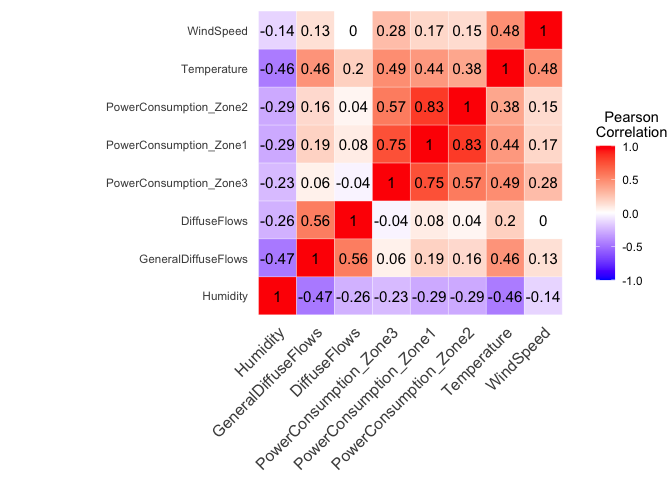 WindSpeed -0.14 0.13 0 0.28 0.17 0.15 0.48 1
Temperature -0.46 0.46 0.2 0.49 0.44 0.38 1 0.48
PowerConsumption_Zone2 -0.29 0.16 0.04 0.57 0.83 1 0.38 0.15
PowerConsumption_Zone1 -0.29 0.19 0.08 0.75 1 0.83 0.44 0.17
PowerConsumption_Zone3 -0.23 0.06 -0.04 1 0.75 0.57 0.49 0.28
DiffuseFlows -0.26 0.56 1 -0.04 0.08 0.04 0.2 0
GeneralDiffuseFlows -0.47 1 0.56 0.06 0.19 0.16 0.46 0.13
Humidity 1 -0.47 -0.26 -0.23 -0.29 -0.29 -0.46 -0.14
Humidity
GeneralDiffuseFlows
DiffuseFlows
PowerConsumption_Zone3
PowerConsumption_Zone1
PowerConsumption_Zone2
Temperature
WindSpeed
Pearson
Correlation
1.0
0.5
0.0
-0.5
-1.0